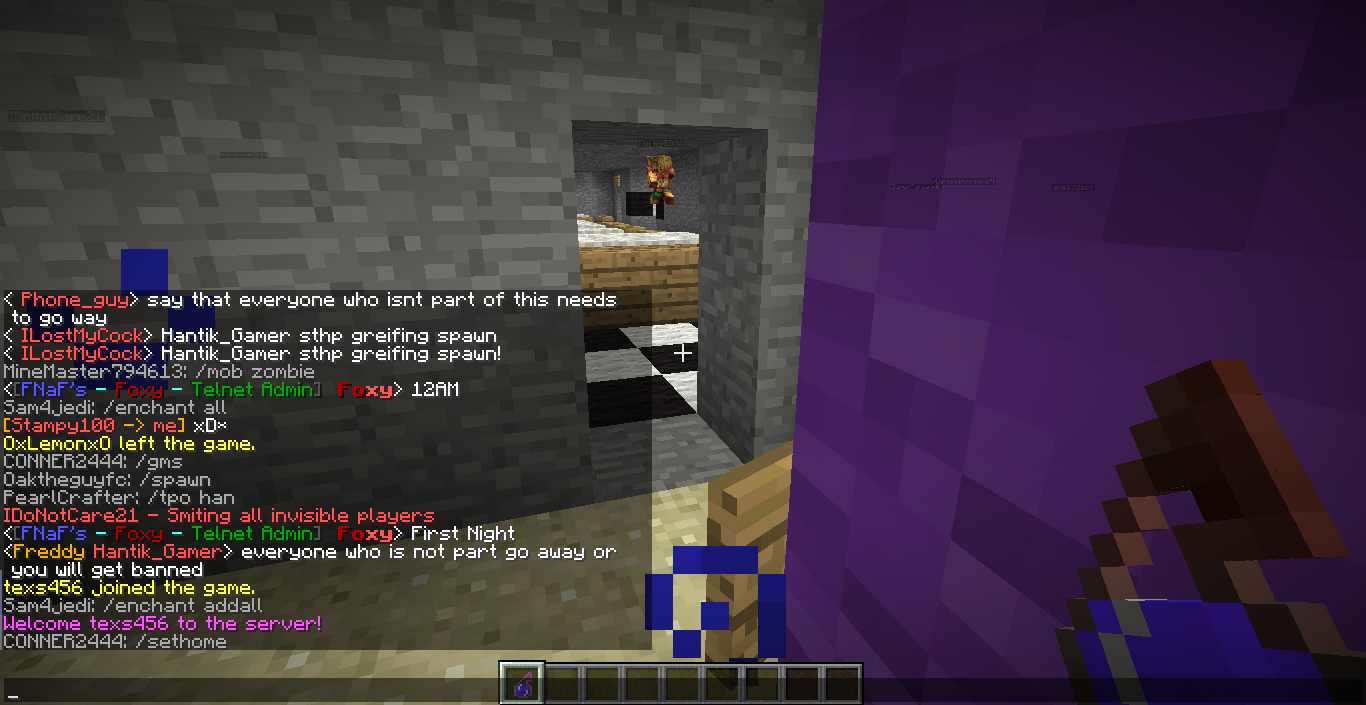 IDoNotCare21
< Phone_guy> say that everyone who isnt part of this needs
to go way
< ILostMyCock> Hantik_Gamer sthp greifing spawn
< ILostMyCock> Hantik_Gamer sthp greifing spawn!
MineMaster794613: /mob zombie
<[FNaF's - Foxy - Telnet Admin] Foxy> 12AM
Sam4jedi: /enchant all
[Stampy100 -> me] xD*
OxLemonxO left the game.
CONNER2444: /gms
Oaktheguyfc: /spawn
PearlCrafter: /tpo han
IDoNotCare21 - Smiting all invisible players
<[FNaF's - Foxy - Telnet Admin] Foxy> First Night
<Freddy Hantik_Gamer> everyone who is not part go away or
you will get banned
texs456 joined the game.
Sam4jedi: /enchant addall
Welcome texs456 to the server!
CONNER2444: /sethome
_